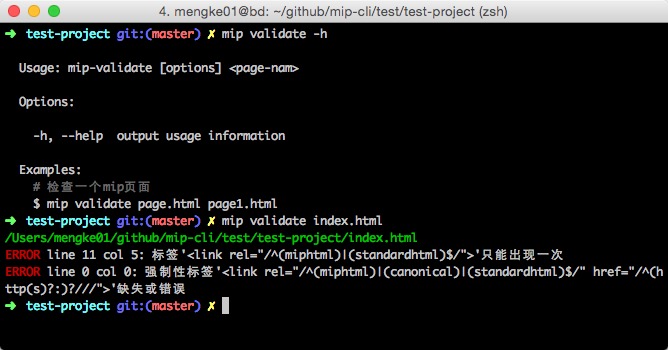 4. mengke01@bd: ~/github/mip-cli/test/test-project (zsh)
➜ test-project git:(master) ✗ mip validate -h
Usage: mip-validate [options] <page-nam>
Options:
-h, --help output usage information
Examples:
# 检查一个mip页面
$ mip validate page.html page1.html
➜ test-project git:(master) ✗ mip validate index.html
/Users/mengke01/github/mip-cli/test/test-project/index.html
ERROR line 11 col 5: 标签'<link rel="/^(miphtml)|(standardhtml)$/">'只能出现一次
ERROR line 0 col 0: 强制性标签'<link rel="/^(miphtml)|(canonical)|(standardhtml)$/" href="/^(h
ttp(s)?:)?///">'缺失或错误
➜ test-project git:(master) ✗